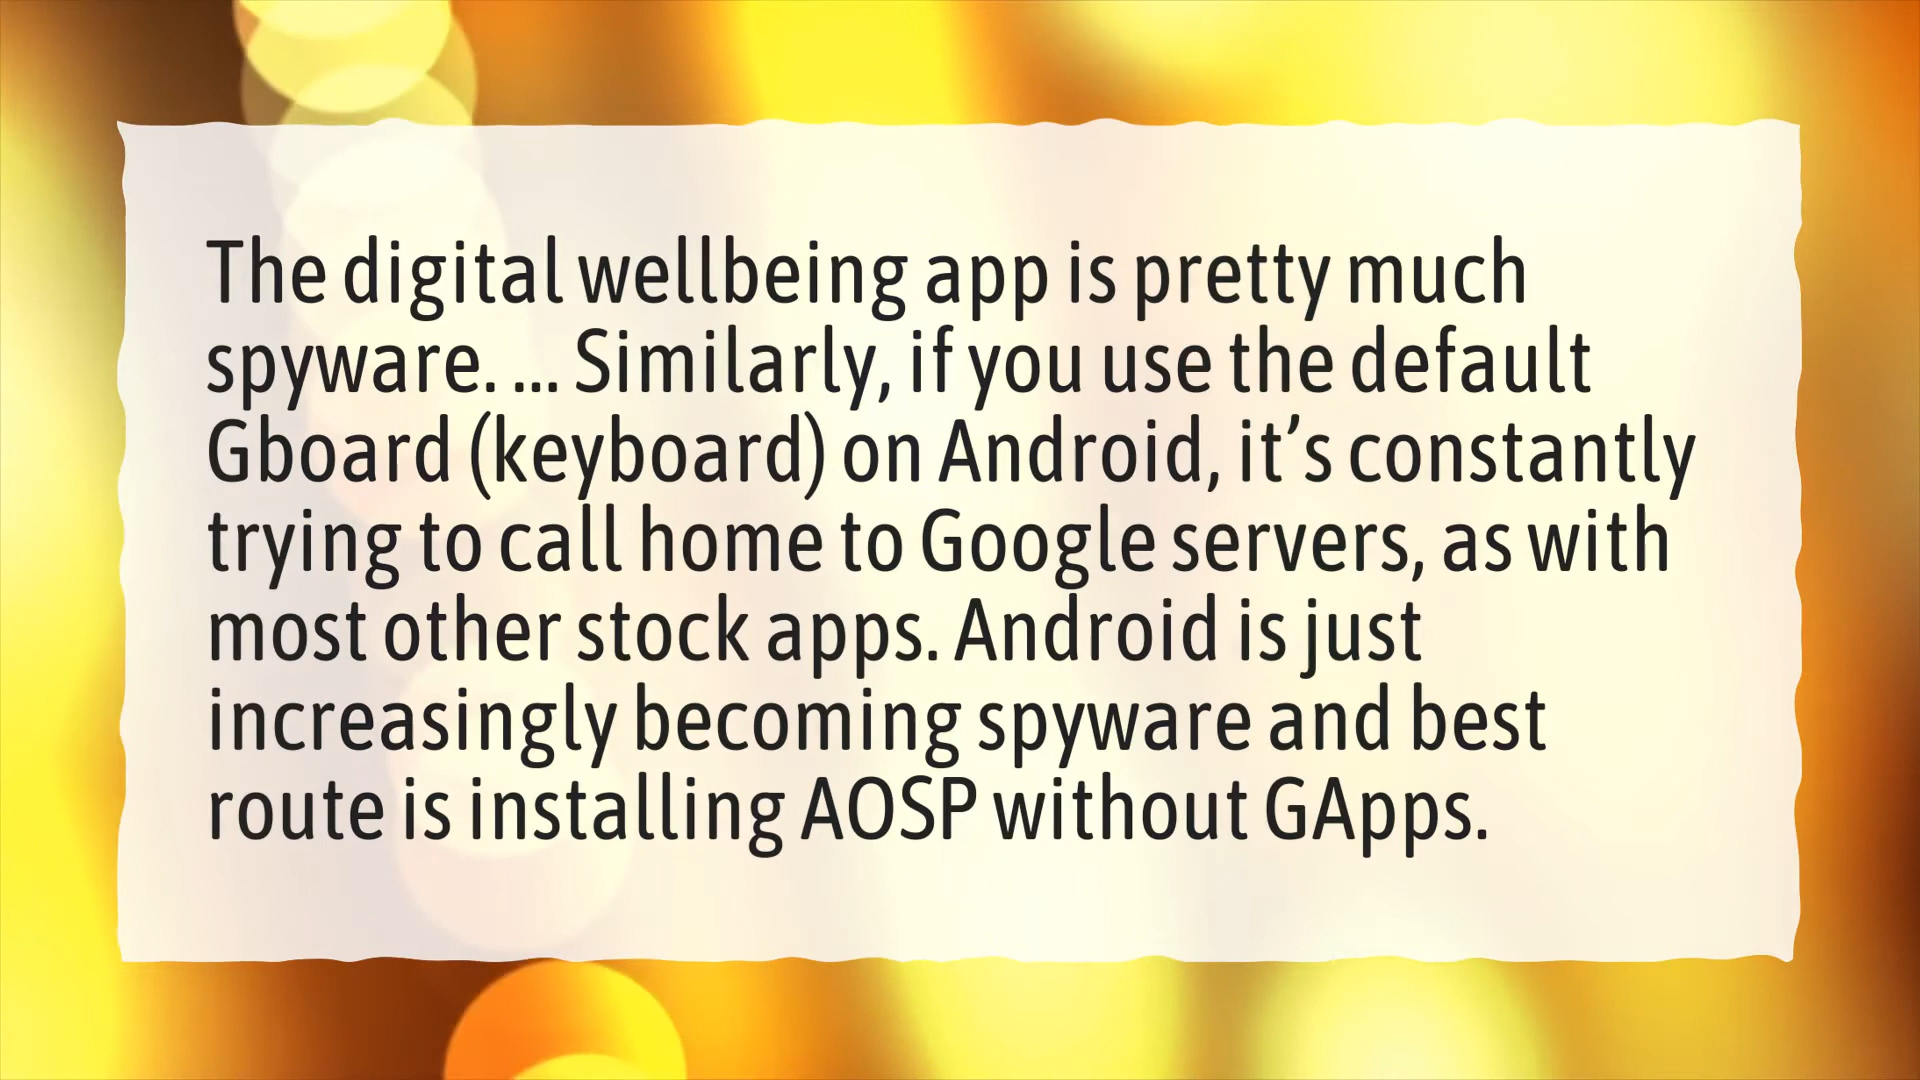 The digital wellbeing app is pretty much
spyware. ... Similarly, if you use the default
Gboard (keyboard) on Android, it’s constantly
trying to call home to Google servers, as with
most other stock apps. Android is just
increasingly becoming spyware and best
route is installing AOSP without GApps.